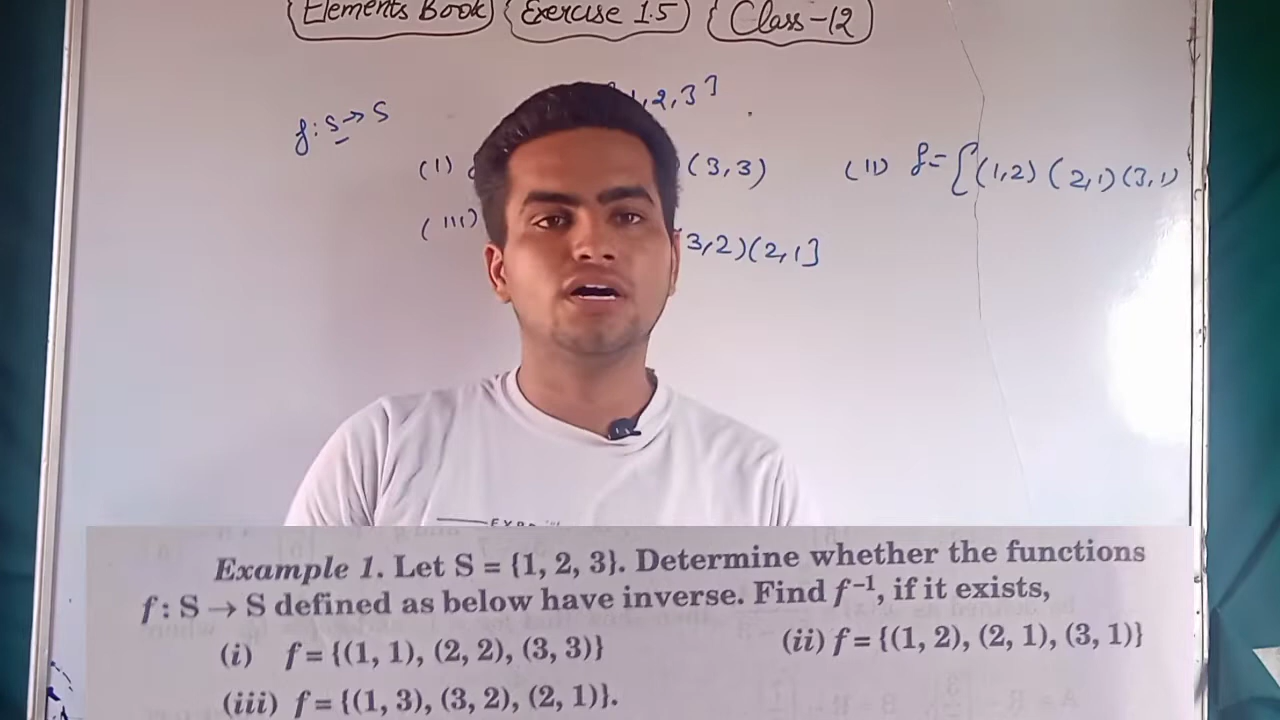 Elements Book Exercise 1.5 Class-12
f: S → S
1, 2, 3}
(I) (3,3) (II) f= {(1,2) (2,1) (3,1)
(III) 3,2) (2,1}
Example 1. Let S = {1, 2, 3}. Determine whether the functions
f : S → S defined as below have inverse. Find f⁻¹, if it exists,
(i) f = {(1, 1), (2, 2), (3, 3)} (ii) f = {(1, 2), (2, 1), (3, 1)}
(iii) f = {(1, 3), (3, 2), (2, 1)}.